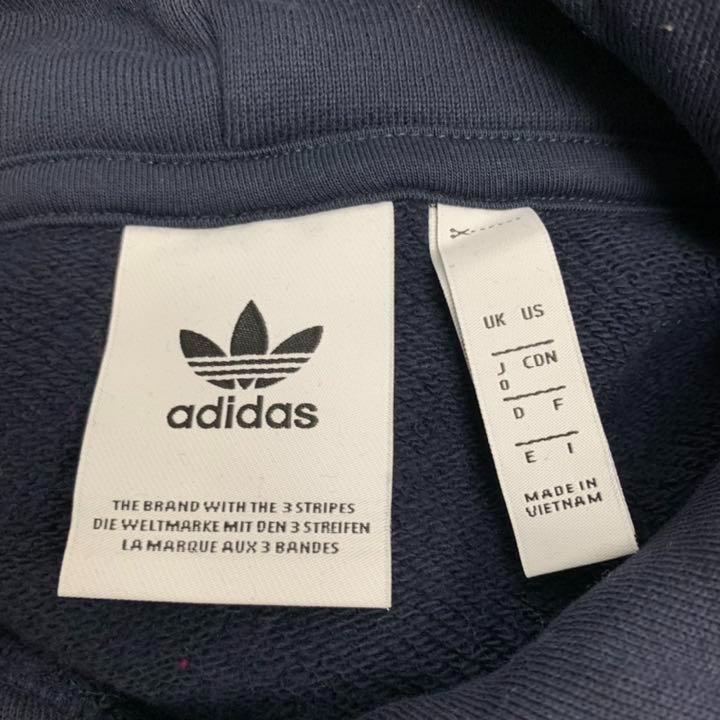 adidas
THE BRAND WITH THE 3 STRIPES
DIE WELTMARKE MIT DEN 3 STREIFEN
LA MARQUE AUX 3 BANDES
UK US
J
O CDN
D F
E I
MADE IN
VIETNAM